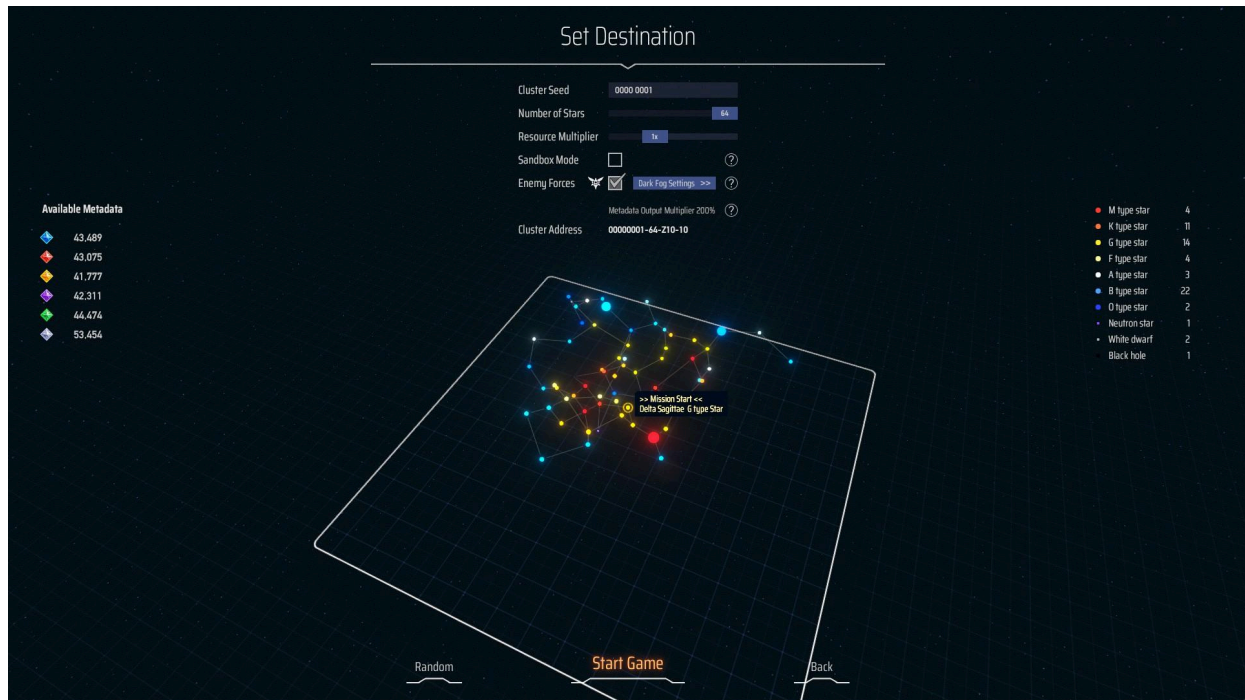 Set Destination
Cluster Seed 0000 0001
Number of Stars 64
Resource Multiplier 1x
Sandbox Mode ?
Enemy Forces Dark Fog Settings >> ?
Metadata Output Multiplier 200% ?
Cluster Address 00000001-64-Z10-10
Available Metadata
43,489
43,075
41,777
42,311
44,474
53,454
M type star 4
K type star 11
G type star 14
F type star 4
A type star 3
B type star 22
O type star 2
Neutron star 1
White dwarf 2
Black hole 1
>> Mission Start <<
Delta Sagittae G type Star
Random
Start Game
Back